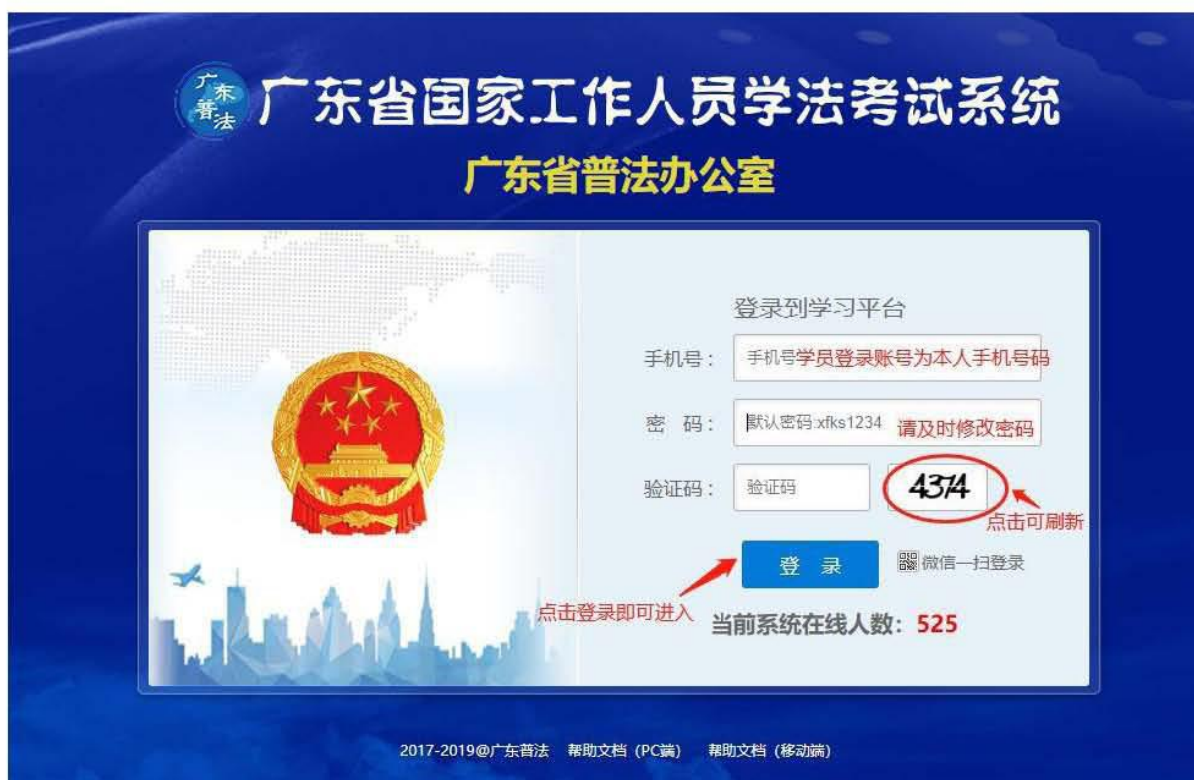 广东普法
广东省国家工作人员学法考试系统
广东省普法办公室
登录到学习平台
手机号： 手机号学员登录账号为本人手机号码
密 码： 默认密码:xfks1234 请及时修改密码
验证码： 验证码 4374
点击可刷新
登 录 微信一扫登录
点击登录即可进入
当前系统在线人数：525
2017-2019@广东普法 帮助文档（PC端） 帮助文档（移动端）